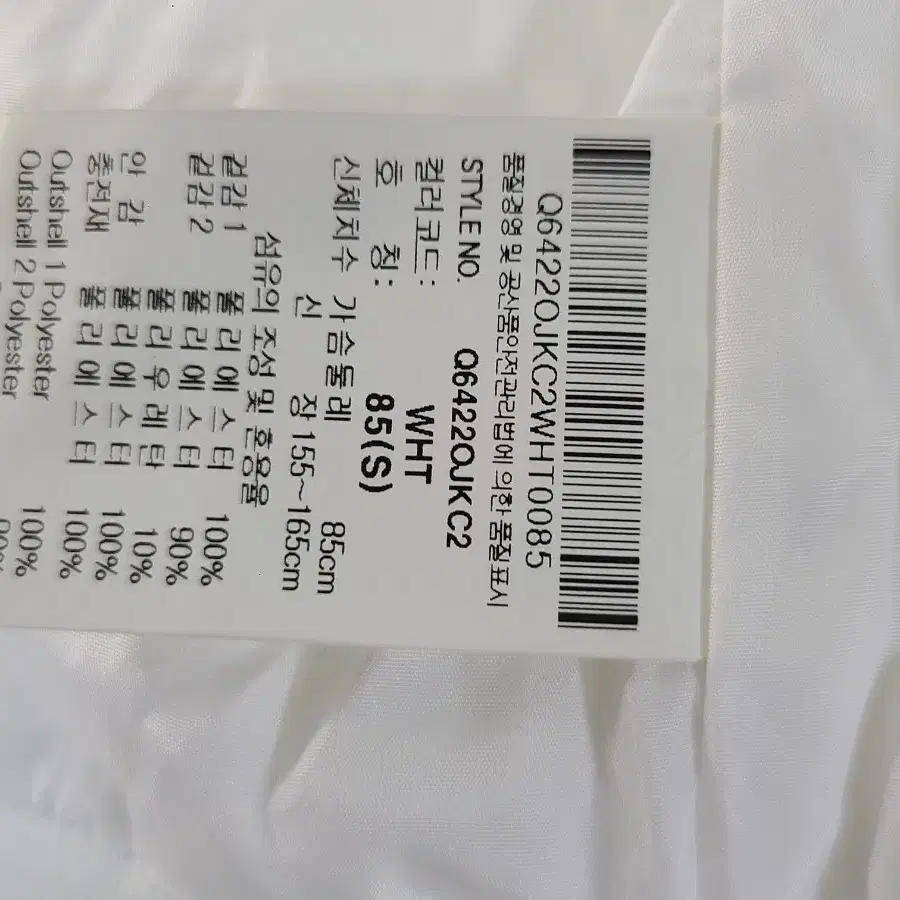 Q6422OJKC2WHT0085
품질경영 및 공산품안전관리법에 의한 품질표시
STYLE NO. Q6422OJKC2
컬러코드: WHT
호 칭: 85(S)
신체치수 가슴둘레 85cm
신 장 155~165cm
섬유의 조성 및 혼용율
겉감 1 폴리에스터 100%
겉감 2 폴리에스터 90%
폴리우레탄 10%
안 감 폴리에스터 100%
충전재 폴리에스터 100%
Outshell 1 Polyester 100%
Outshell 2 Polyester 90%